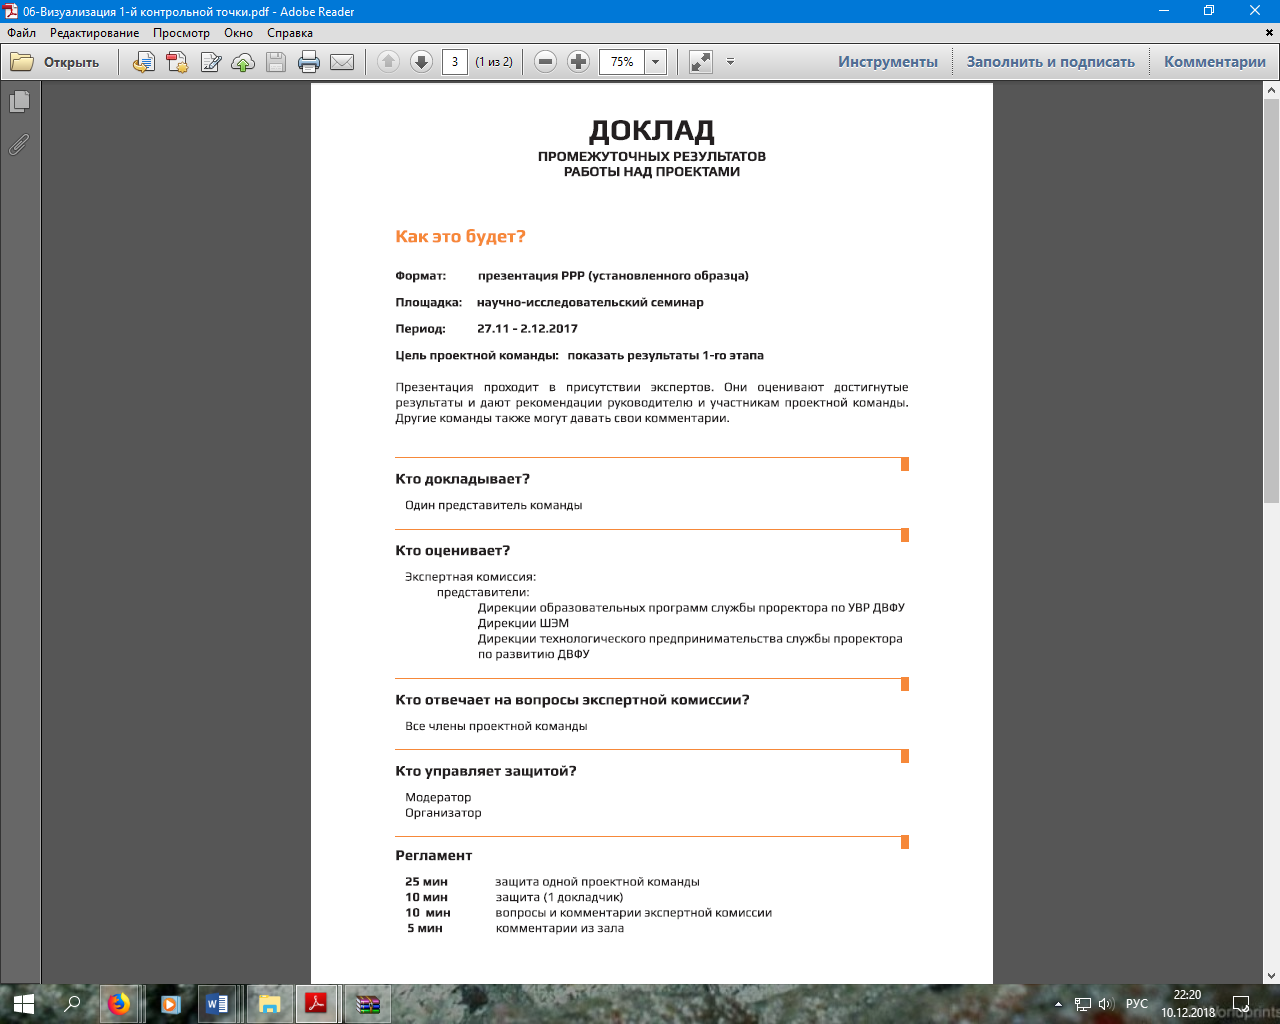 06-Визуализация 1-й контрольной точки.pdf - Adobe Reader
Файл Редактирование Просмотр Окно Справка
Открыть 3 (1 из 2) 75% Инструменты Заполнить и подписать Комментарии
ДОКЛАД
ПРОМЕЖУТОЧНЫХ РЕЗУЛЬТАТОВ
РАБОТЫ НАД ПРОЕКТАМИ
Как это будет?
Формат: презентация PPP (установленного образца)
Площадка: научно-исследовательский семинар
Период: 27.11 - 2.12.2017
Цель проектной команды: показать результаты 1-го этапа
Презентация проходит в присутствии экспертов. Они оценивают достигнутые
результаты и дают рекомендации руководителю и участникам проектной команды.
Другие команды также могут давать свои комментарии.
Кто докладывает?
Один представитель команды
Кто оценивает?
Экспертная комиссия:
представители:
Дирекции образовательных программ службы проректора по УВР ДВФУ
Дирекции ШЭМ
Дирекции технологического предпринимательства службы проректора
по развитию ДВФУ
Кто отвечает на вопросы экспертной комиссии?
Все члены проектной команды
Кто управляет защитой?
Модератор
Организатор
Регламент
25 мин защита одной проектной команды
10 мин защита (1 докладчик)
10 мин вопросы и комментарии экспертной комиссии
5 мин комментарии из зала
РУС
22:20
10.12.2018